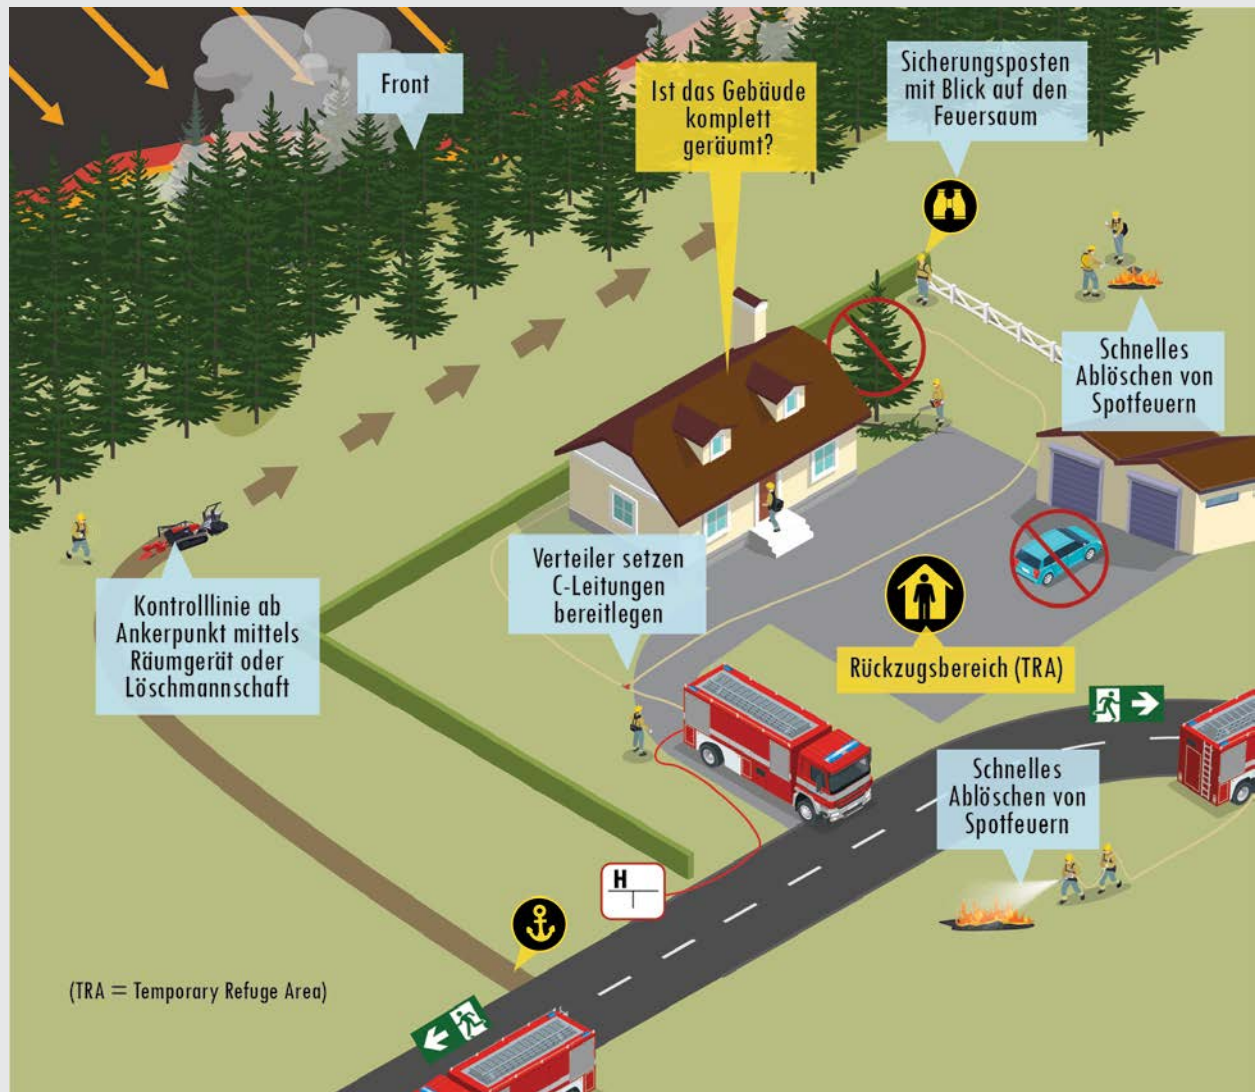 Front
Ist das Gebäude
komplett
geräumt?
Sicherungsposten
mit Blick auf den
Feuersaum
Schnelles
Ablöschen von
Spotfeuern
Verteiler setzen
C-Leitungen
bereitlegen
Kontrolllinie ab
Ankerpunkt mittels
Räumgerät oder
Löschmannschaft
Rückzugsbereich (TRA)
Schnelles
Ablöschen von
Spotfeuern
H
(TRA = Temporary Refuge Area)